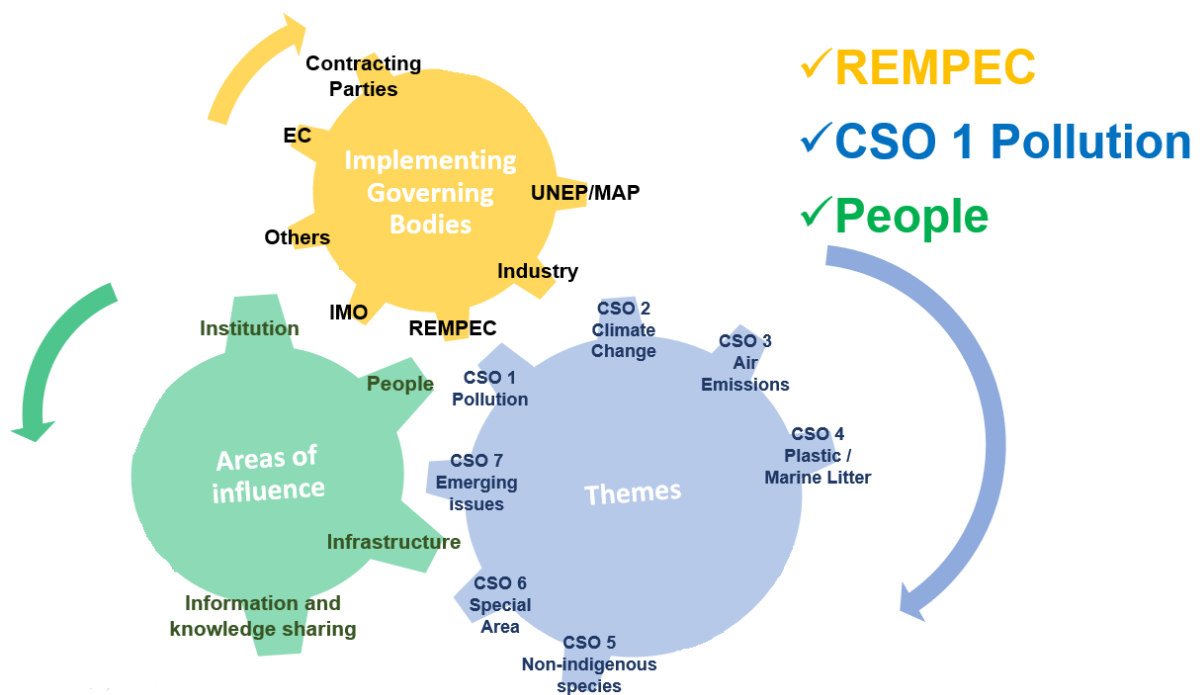 ✓REMPEC
✓CSO 1 Pollution
✓People
Contracting
Parties
EC
Implementing
Governing
Bodies
UNEP/MAP
Others
Industry
IMO
REMPEC
Institution
People
Areas of
influence
Infrastructure
Information and
knowledge sharing
CSO 2
Climate
Change
CSO 3
Air
Emissions
CSO 1
Pollution
CSO 4
Plastic /
Marine Litter
CSO 7
Emerging
issues
Themes
CSO 6
Special
Area
CSO 5
Non-indigenous
species